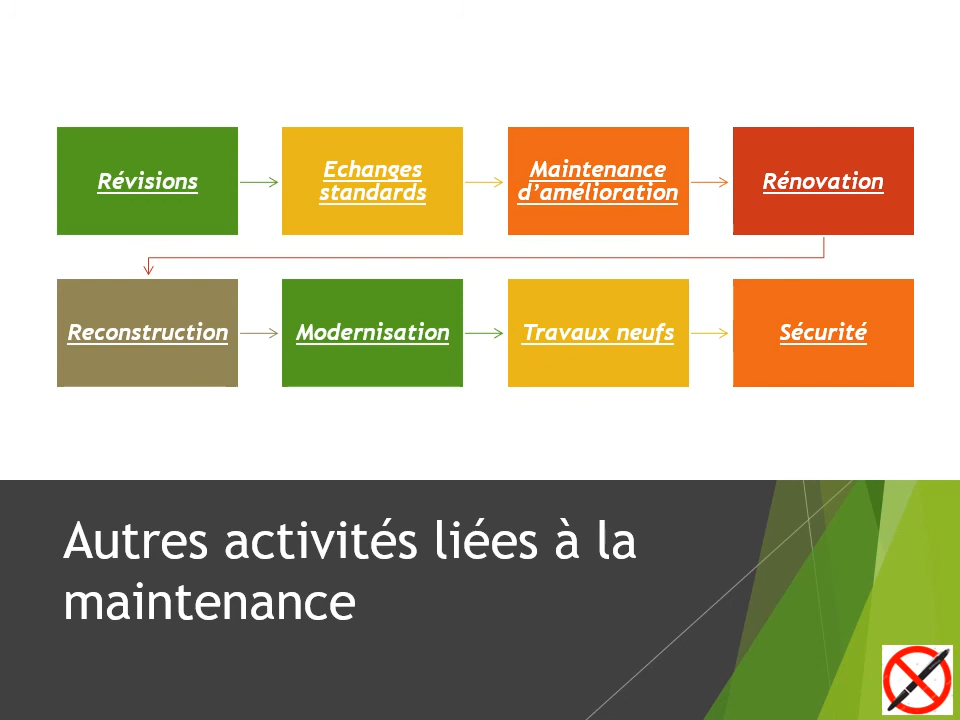 Révisions
Echanges
standards
Maintenance
d’amélioration
Rénovation
Reconstruction
Modernisation
Travaux neufs
Sécurité
Autres activités liées à la
maintenance